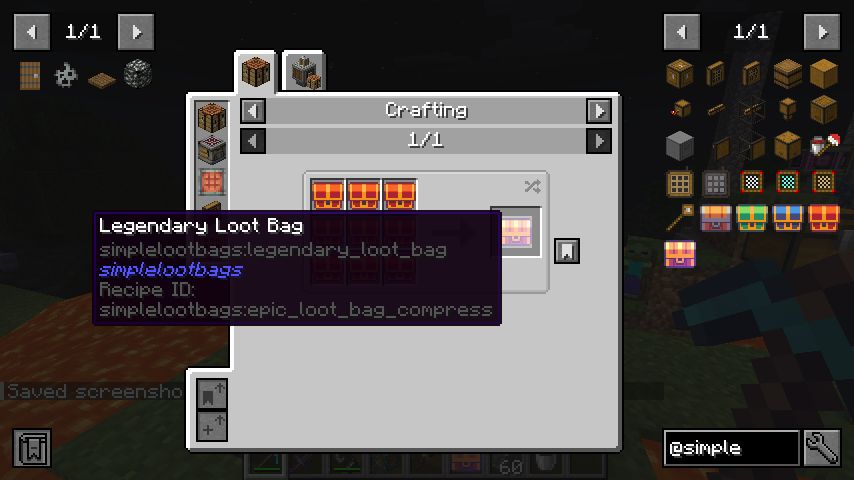 1/1
1/1
Crafting
1/1
Legendary Loot Bag
simplelootbags:legendary_loot_bag
simplelootbags
Recipe ID:
simplelootbags:epic_loot_bag_compress
Saved screensho
60
@simple